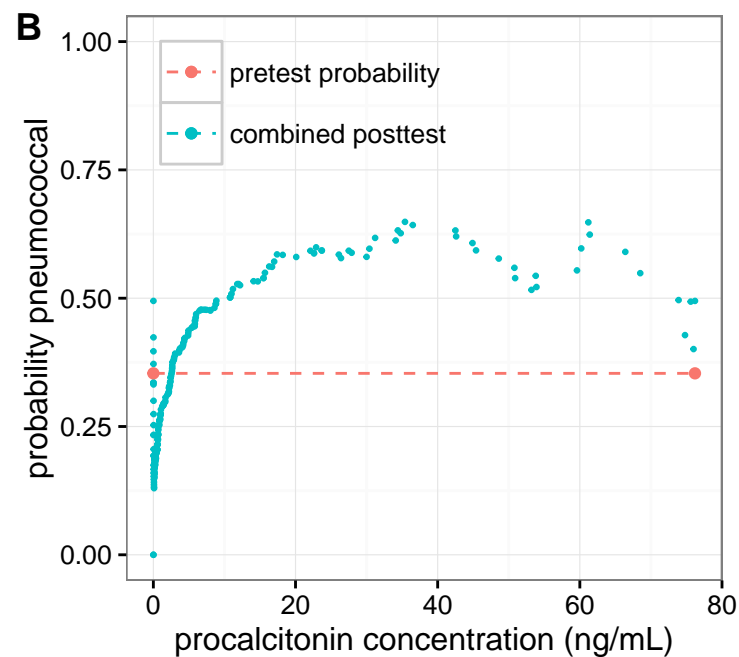 B
1.00
0.75
0.50
0.25
0.00
probability pneumococcal
pretest probability
combined posttest
0 20 40 60 80
procalcitonin concentration (ng/mL)